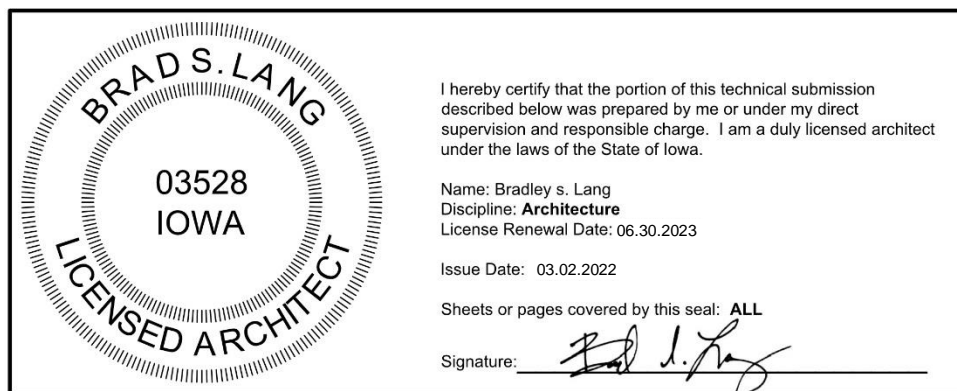 BRAD S. LANG
03528
IOWA
LICENSED ARCHITECT
I hereby certify that the portion of this technical submission
described below was prepared by me or under my direct
supervision and responsible charge.  I am a duly licensed architect
under the laws of the State of Iowa.
Name: Bradley s. Lang
Discipline: Architecture
License Renewal Date: 06.30.2023
Issue Date: 03.02.2022
Sheets or pages covered by this seal: ALL
Signature: Brad S. Lang